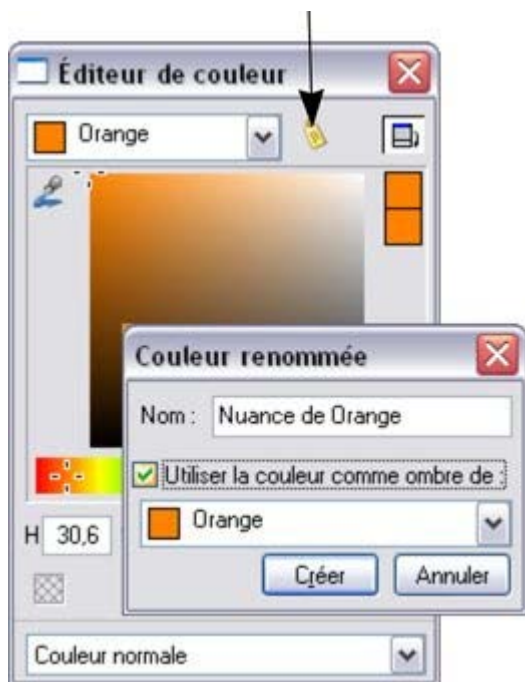 Éditeur de couleur
Orange
Couleur renommée
Nom : Nuance de Orange
Utiliser la couleur comme ombre de :
Orange
H 30,6
Créer Annuler
Couleur normale